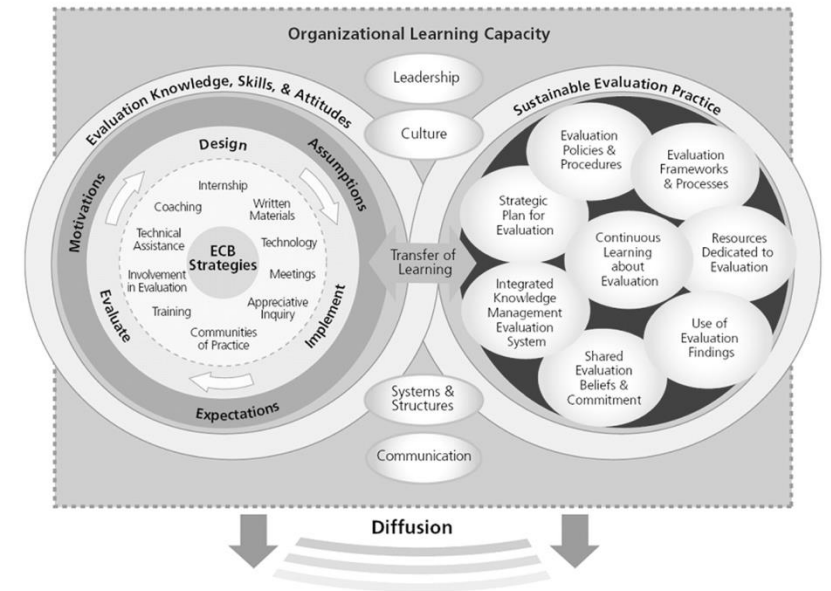 Organizational Learning Capacity
Leadership
Culture
Evaluation Knowledge, Skills, & Attitudes
Motivations
Assumptions
Expectations
Design
Implement
Evaluate
Internship
Written
Materials
Technology
Meetings
Appreciative
Inquiry
Communities
of Practice
Training
Involvement
in Evaluation
Technical
Assistance
Coaching
ECB
Strategies
Transfer of
Learning
Sustainable Evaluation Practice
Evaluation
Policies &
Procedures
Evaluation
Frameworks
& Processes
Strategic
Plan for
Evaluation
Continuous
Learning
about
Evaluation
Resources
Dedicated to
Evaluation
Integrated
Knowledge
Management
Evaluation
System
Use of
Evaluation
Findings
Shared
Evaluation
Beliefs &
Commitment
Systems &
Structures
Communication
Diffusion